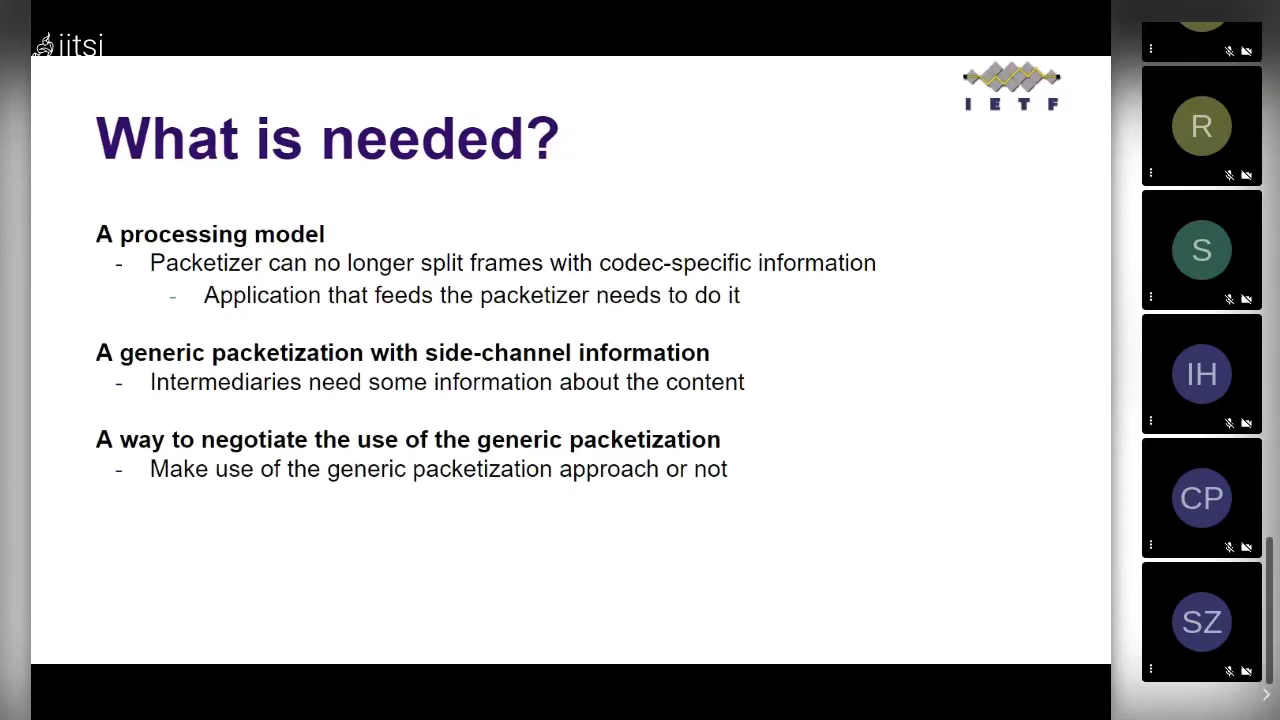 jitsi
I E T F
What is needed?
A processing model
- Packetizer can no longer split frames with codec-specific information
- Application that feeds the packetizer needs to do it
A generic packetization with side-channel information
- Intermediaries need some information about the content
A way to negotiate the use of the generic packetization
- Make use of the generic packetization approach or not
R
S
IH
CP
SZ